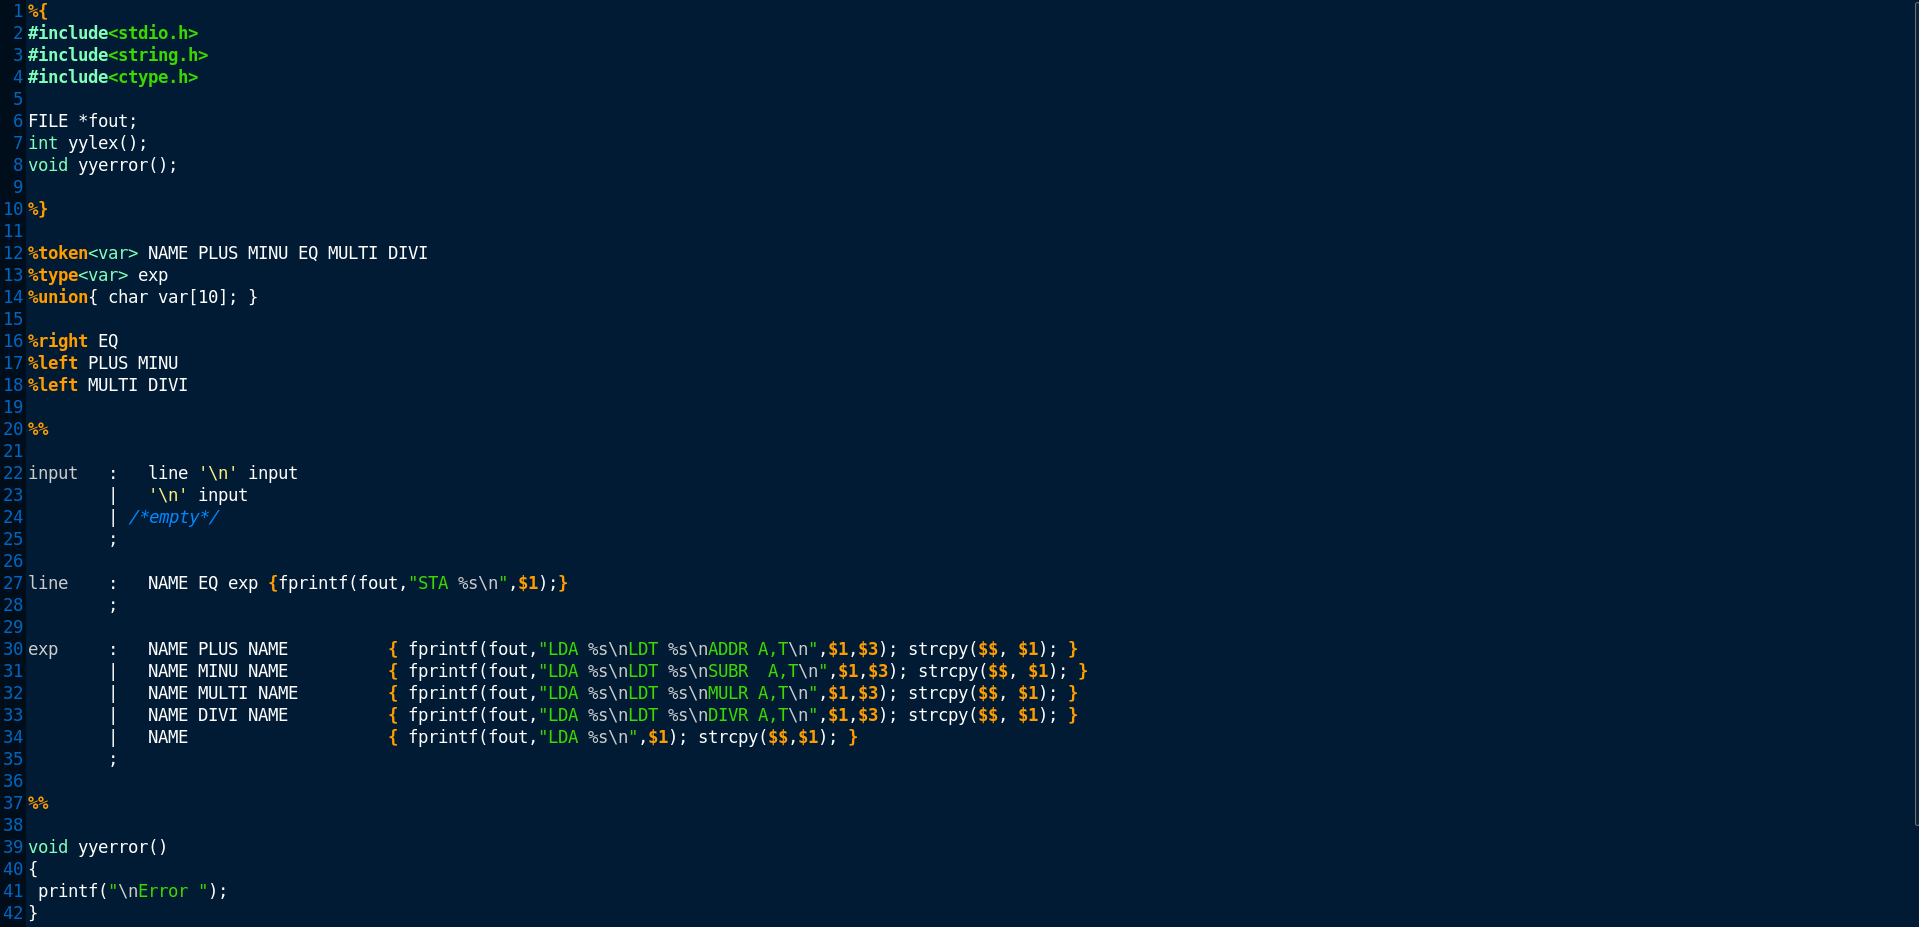 1 %{
2 #include<stdio.h>
3 #include<string.h>
4 #include<ctype.h>
5
6 FILE *fout;
7 int yylex();
8 void yyerror();
9
10 %}
11
12 %token<var> NAME PLUS MINU EQ MULTI DIVI
13 %type<var> exp
14 %union{ char var[10]; }
15
16 %right EQ
17 %left PLUS MINU
18 %left MULTI DIVI
19
20 %%
21
22 input   :   line '\n' input
23         |   '\n' input
24         | /*empty*/
25         ;
26
27 line    :   NAME EQ exp {fprintf(fout,"STA %s\n",$1);}
28         ;
29
30 exp     :   NAME PLUS NAME          { fprintf(fout,"LDA %s\nLDT %s\nADDR A,T\n",$1,$3); strcpy($$, $1); }
31         |   NAME MINU NAME          { fprintf(fout,"LDA %s\nLDT %s\nSUBR  A,T\n",$1,$3); strcpy($$, $1); }
32         |   NAME MULTI NAME         { fprintf(fout,"LDA %s\nLDT %s\nMULR A,T\n",$1,$3); strcpy($$, $1); }
33         |   NAME DIVI NAME          { fprintf(fout,"LDA %s\nLDT %s\nDIVR A,T\n",$1,$3); strcpy($$, $1); }
34         |   NAME                    { fprintf(fout,"LDA %s\n",$1); strcpy($$,$1); }
35         ;
36
37 %%
38
39 void yyerror()
40 {
41  printf("\nError ");
42 }